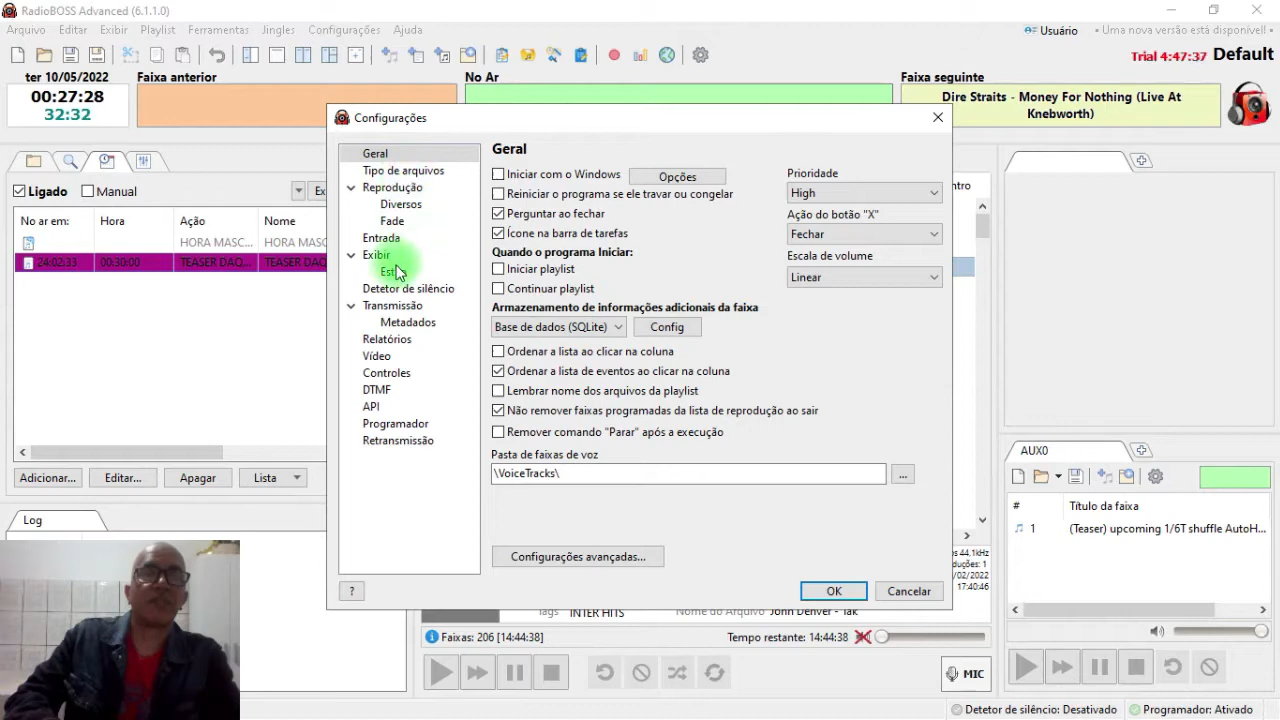 RadioBOSS Advanced (6.1.1.0)
Arquivo Editar Exibir Playlist Ferramentas Jingles Configurações Ajuda
Usuário
- Uma nova versão está disponível! -
Trial 4:47:37 Default
ter 10/05/2022
00:27:28
32:32
Faixa anterior
No Ar
Faixa seguinte
Dire Straits - Money For Nothing (Live At
Knebworth)
Ligado
Manual
No ar em:
Hora
Ação
Nome
HORA MASC...
HORA MASC...
24:02:33
00:30:00
TEASER DAQ...
TEASER DAQ...
Adicionar...
Editar...
Apagar
Lista
Log
Configurações
Geral
Tipo de arquivos
Reprodução
Diversos
Fade
Entrada
Exibir
Detetor de silêncio
Transmissão
Metadados
Relatórios
Vídeo
Controles
DTMF
API
Programador
Retransmissão
Geral
Iniciar com o Windows
Opções
Reiniciar o programa se ele travar ou congelar
Perguntar ao fechar
Ícone na barra de tarefas
Quando o programa Iniciar:
Iniciar playlist
Continuar playlist
Prioridade
High
Ação do botão "X"
Fechar
Escala de volume
Linear
Armazenamento de informações adicionais da faixa
Base de dados (SQLite)
Config
Ordenar a lista ao clicar na coluna
Ordenar a lista de eventos ao clicar na coluna
Lembrar nome dos arquivos da playlist
Não remover faixas programadas da lista de reprodução ao sair
Remover comando "Parar" após a execução
Pasta de faixas de voz
\VoiceTracks\
...
Configurações avançadas...
?
OK
Cancelar
Tags
INTER HITS
Nome do Arquivo
John Denver - Tak
17:40:46
Faixas: 206 [14:44:38]
Tempo restante: 14:44:38
MIC
AUX0
#
Título da faixa
1
(Teaser) upcoming 1/6T shuffle AutoH...
Detetor de silêncio: Desativado
Programador: Ativado